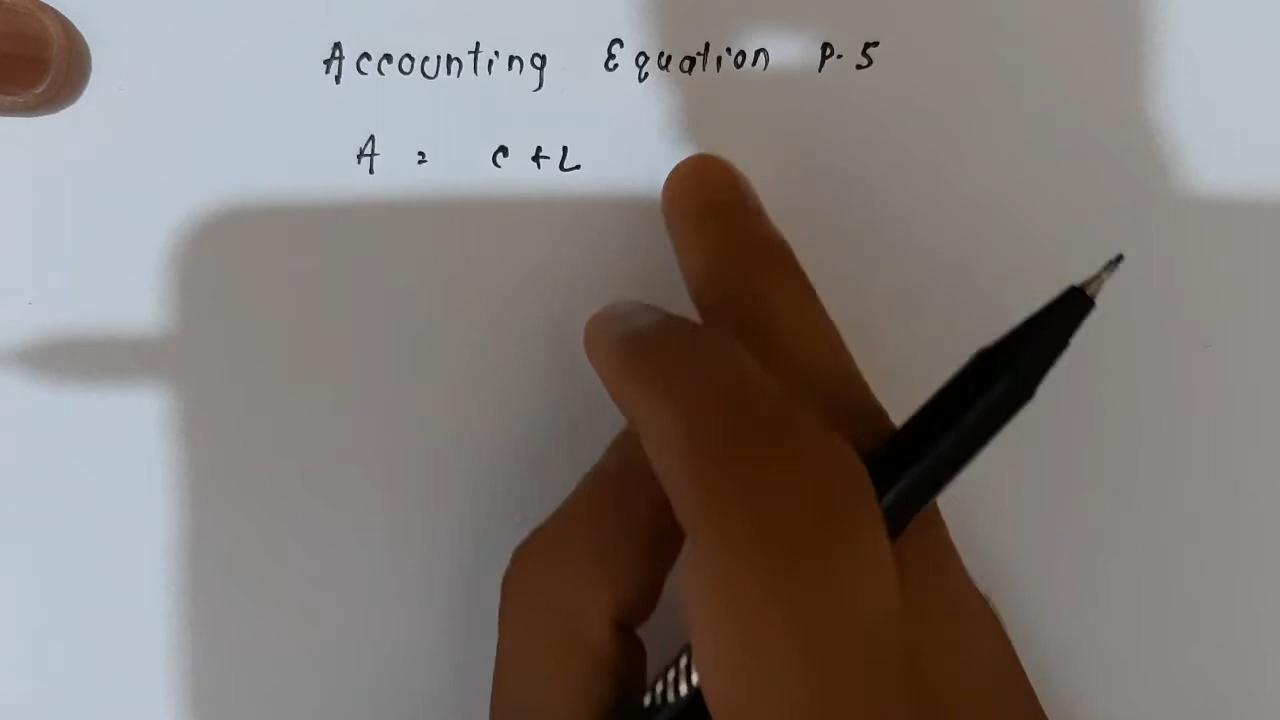 Accounting Equation P. 5
A = C + L